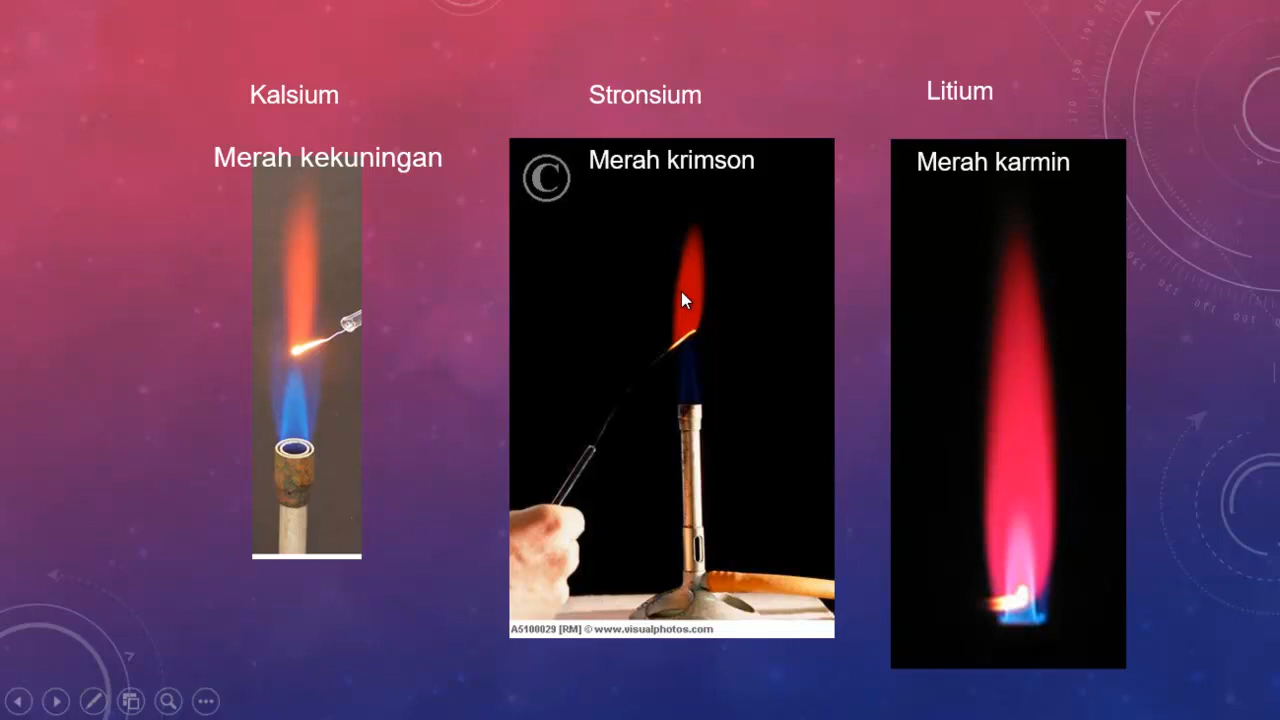 Kalsium
Stronsium
Litium
Merah kekuningan
Merah krimson
Merah karmin
©
A5100029 [RM] © www.visualphotos.com